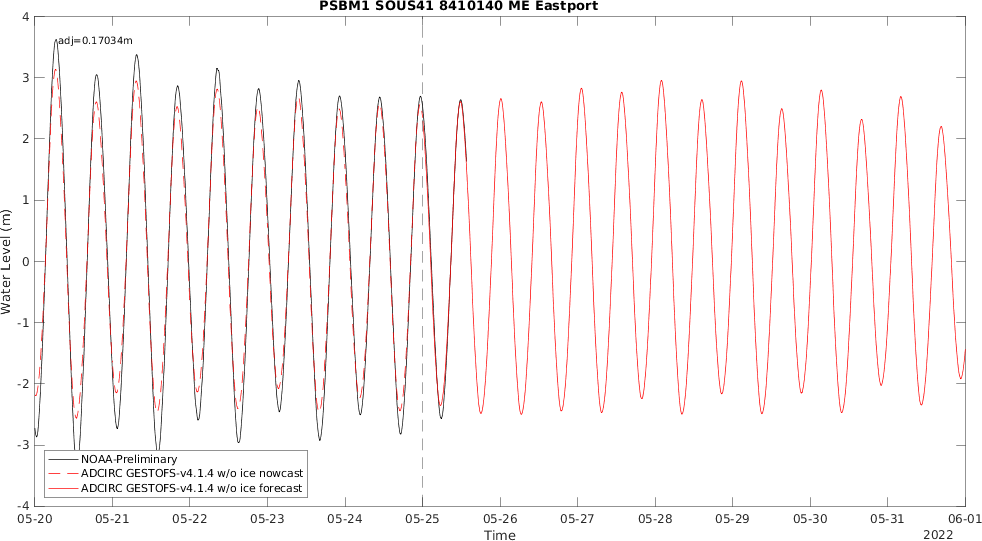 PSBM1 SOUS41 8410140 ME Eastport
adj=0.17034m
4
3
2
1
0
-1
-2
-3
-4
Water Level (m)
NOAA-Preliminary
ADCIRC GESTOFS-v4.1.4 w/o ice nowcast
ADCIRC GESTOFS-v4.1.4 w/o ice forecast
05-20 05-21 05-22 05-23 05-24 05-25 05-26 05-27 05-28 05-29 05-30 05-31 06-01
Time
2022